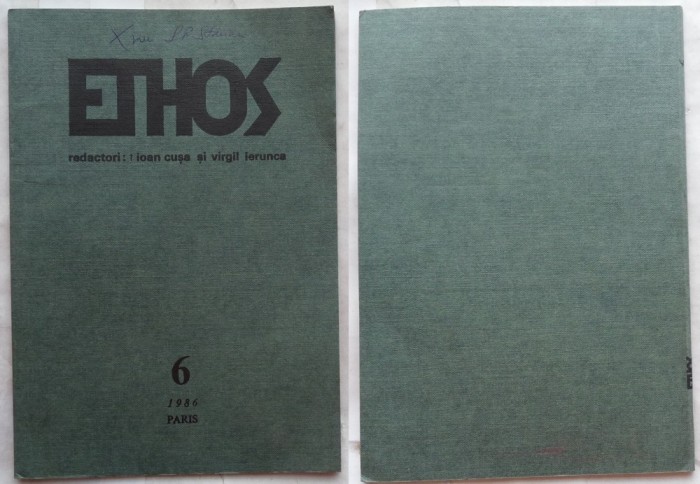 ETHOS
redactori: † ioan cușa și virgil ierunca
6
1986
PARIS